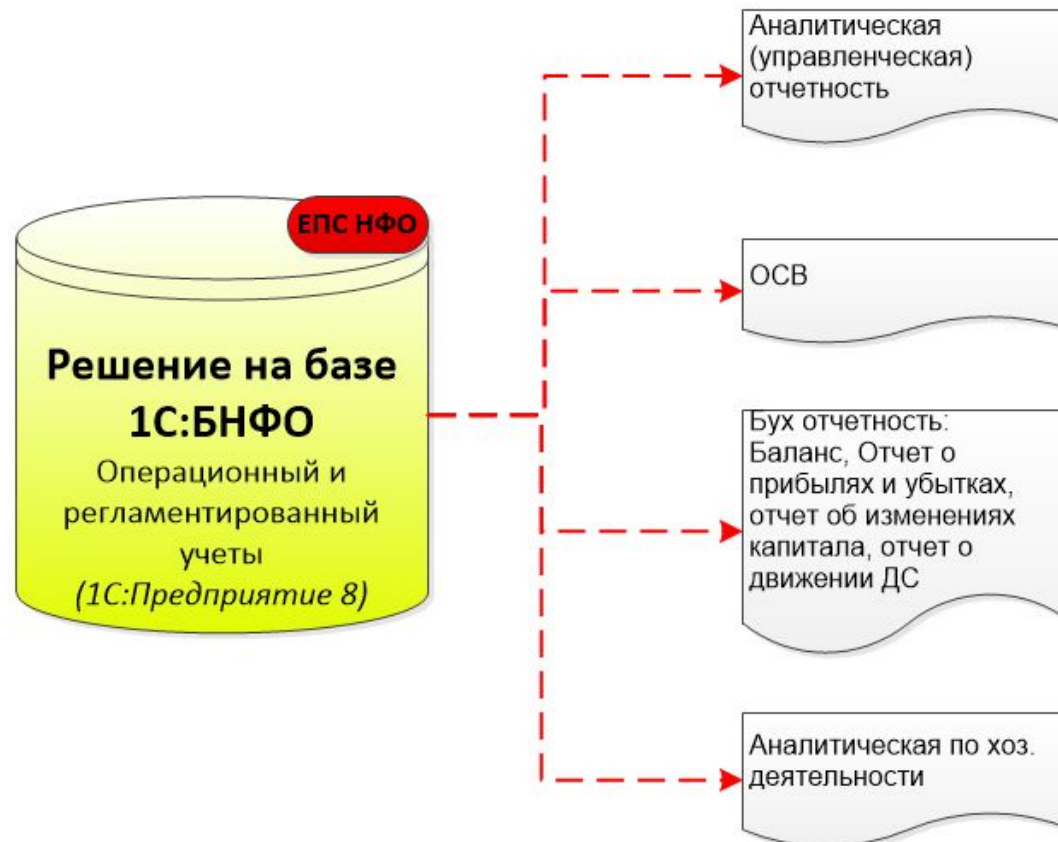 ЕПС НФО
Решение на базе
1С:БНФО
Операционный и
регламентированный
учеты
(1С:Предприятие 8)
Аналитическая
(управленческая)
отчетность
ОСВ
Бух отчетность:
Баланс, Отчет о
прибылях и убытках,
отчет об изменениях
капитала, отчет о
движении ДС
Аналитическая по хоз.
деятельности